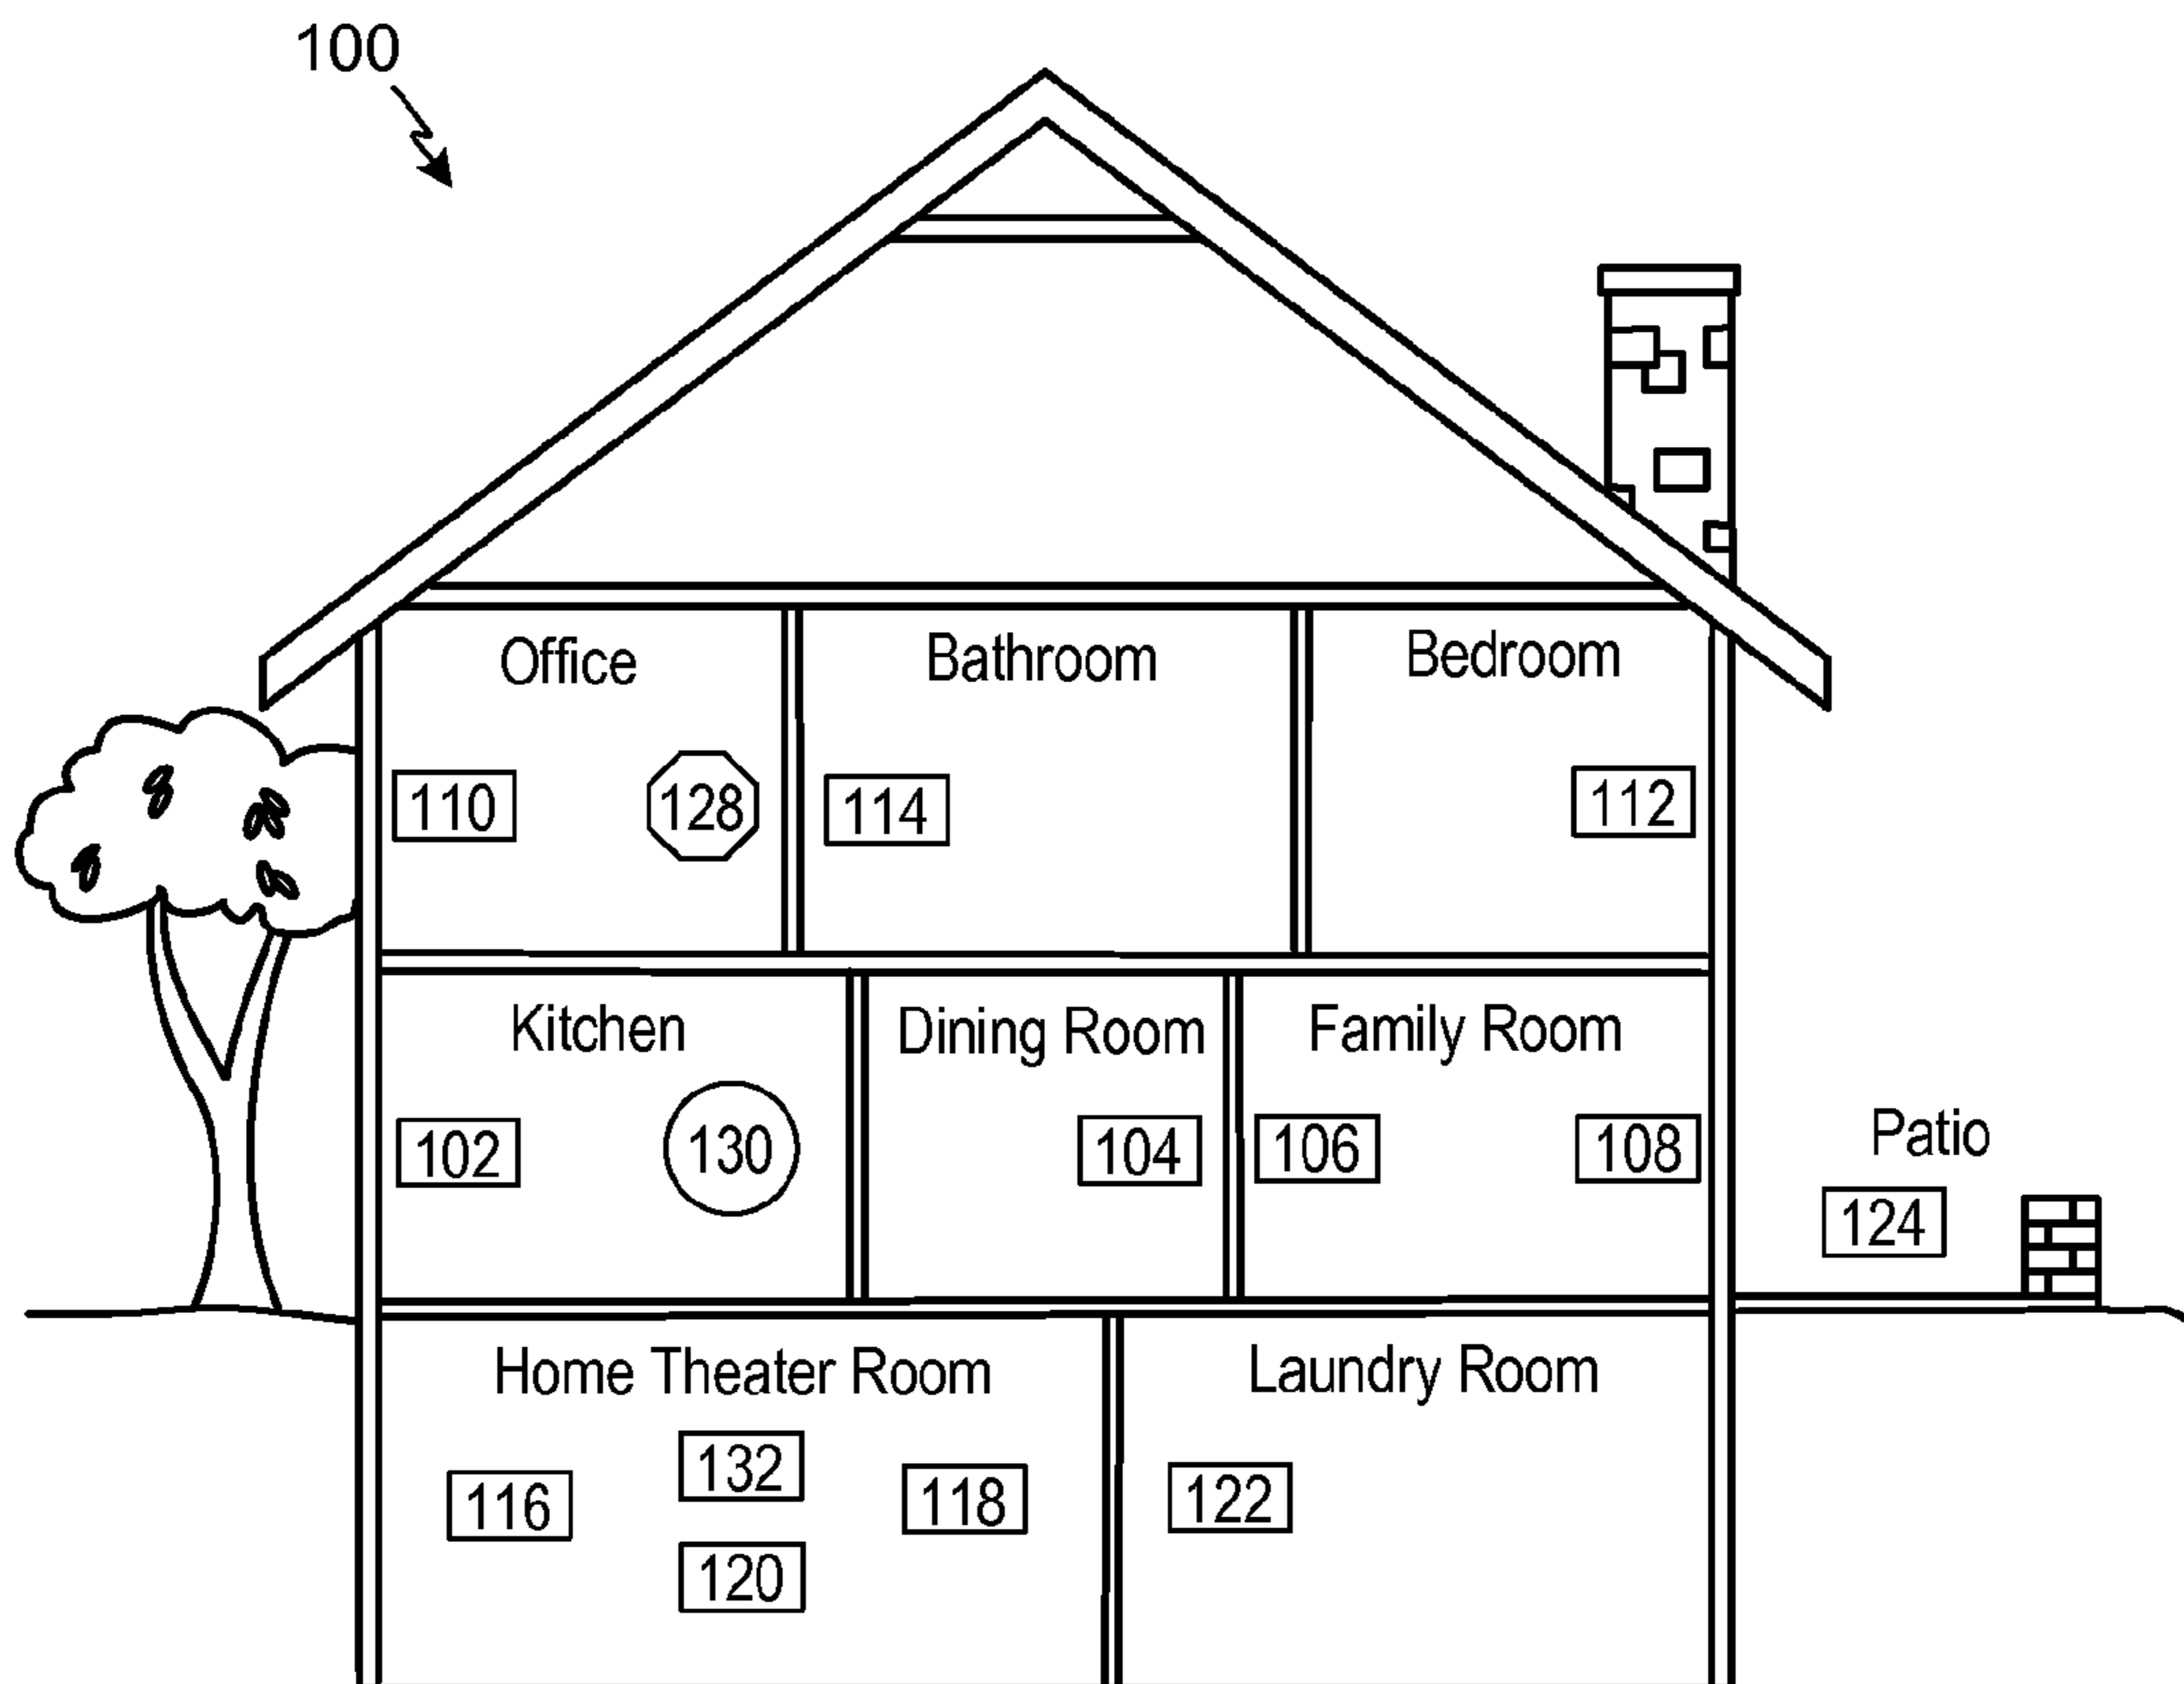 100
Office
Bathroom
Bedroom
110
128
114
112
Kitchen
Dining Room
Family Room
102
130
104
106
108
Patio
124
Home Theater Room
Laundry Room
116
132
118
120
122